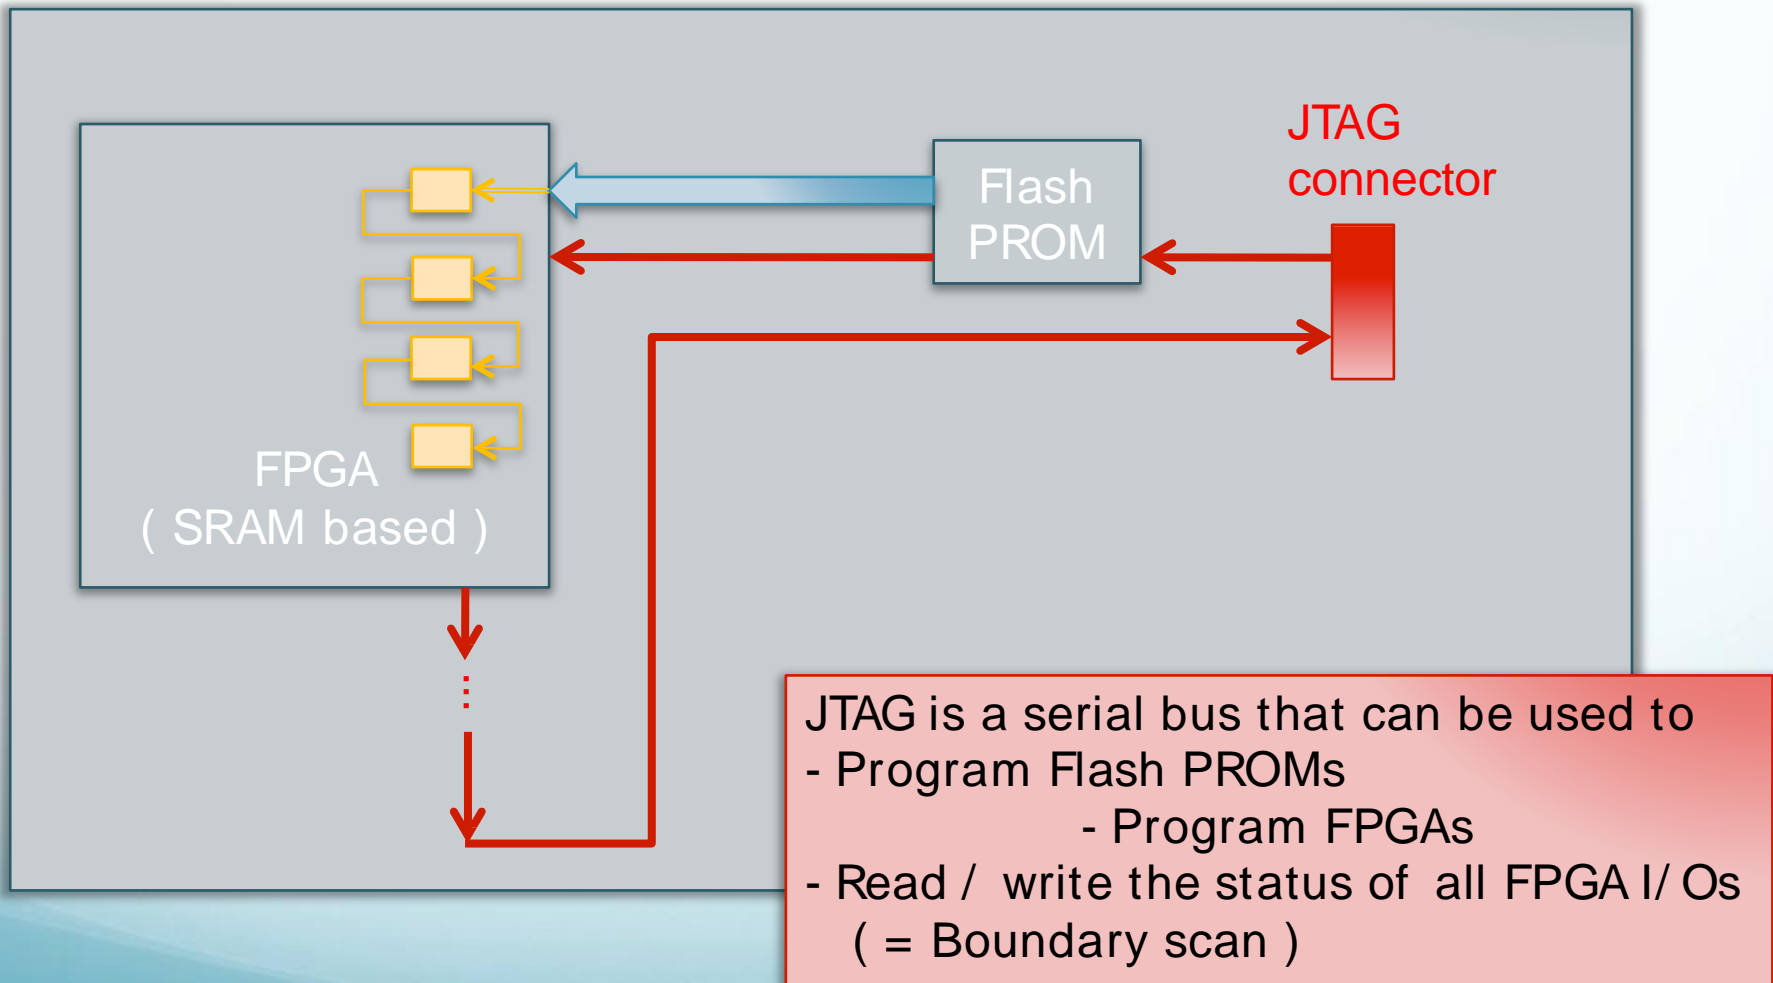 JTAG
connector
Flash
PROM
FPGA
( SRAM based )
...
JTAG is a serial bus that can be used to
- Program Flash PROMs
- Program FPGAs
- Read / write the status of all FPGA I/Os
( = Boundary scan )